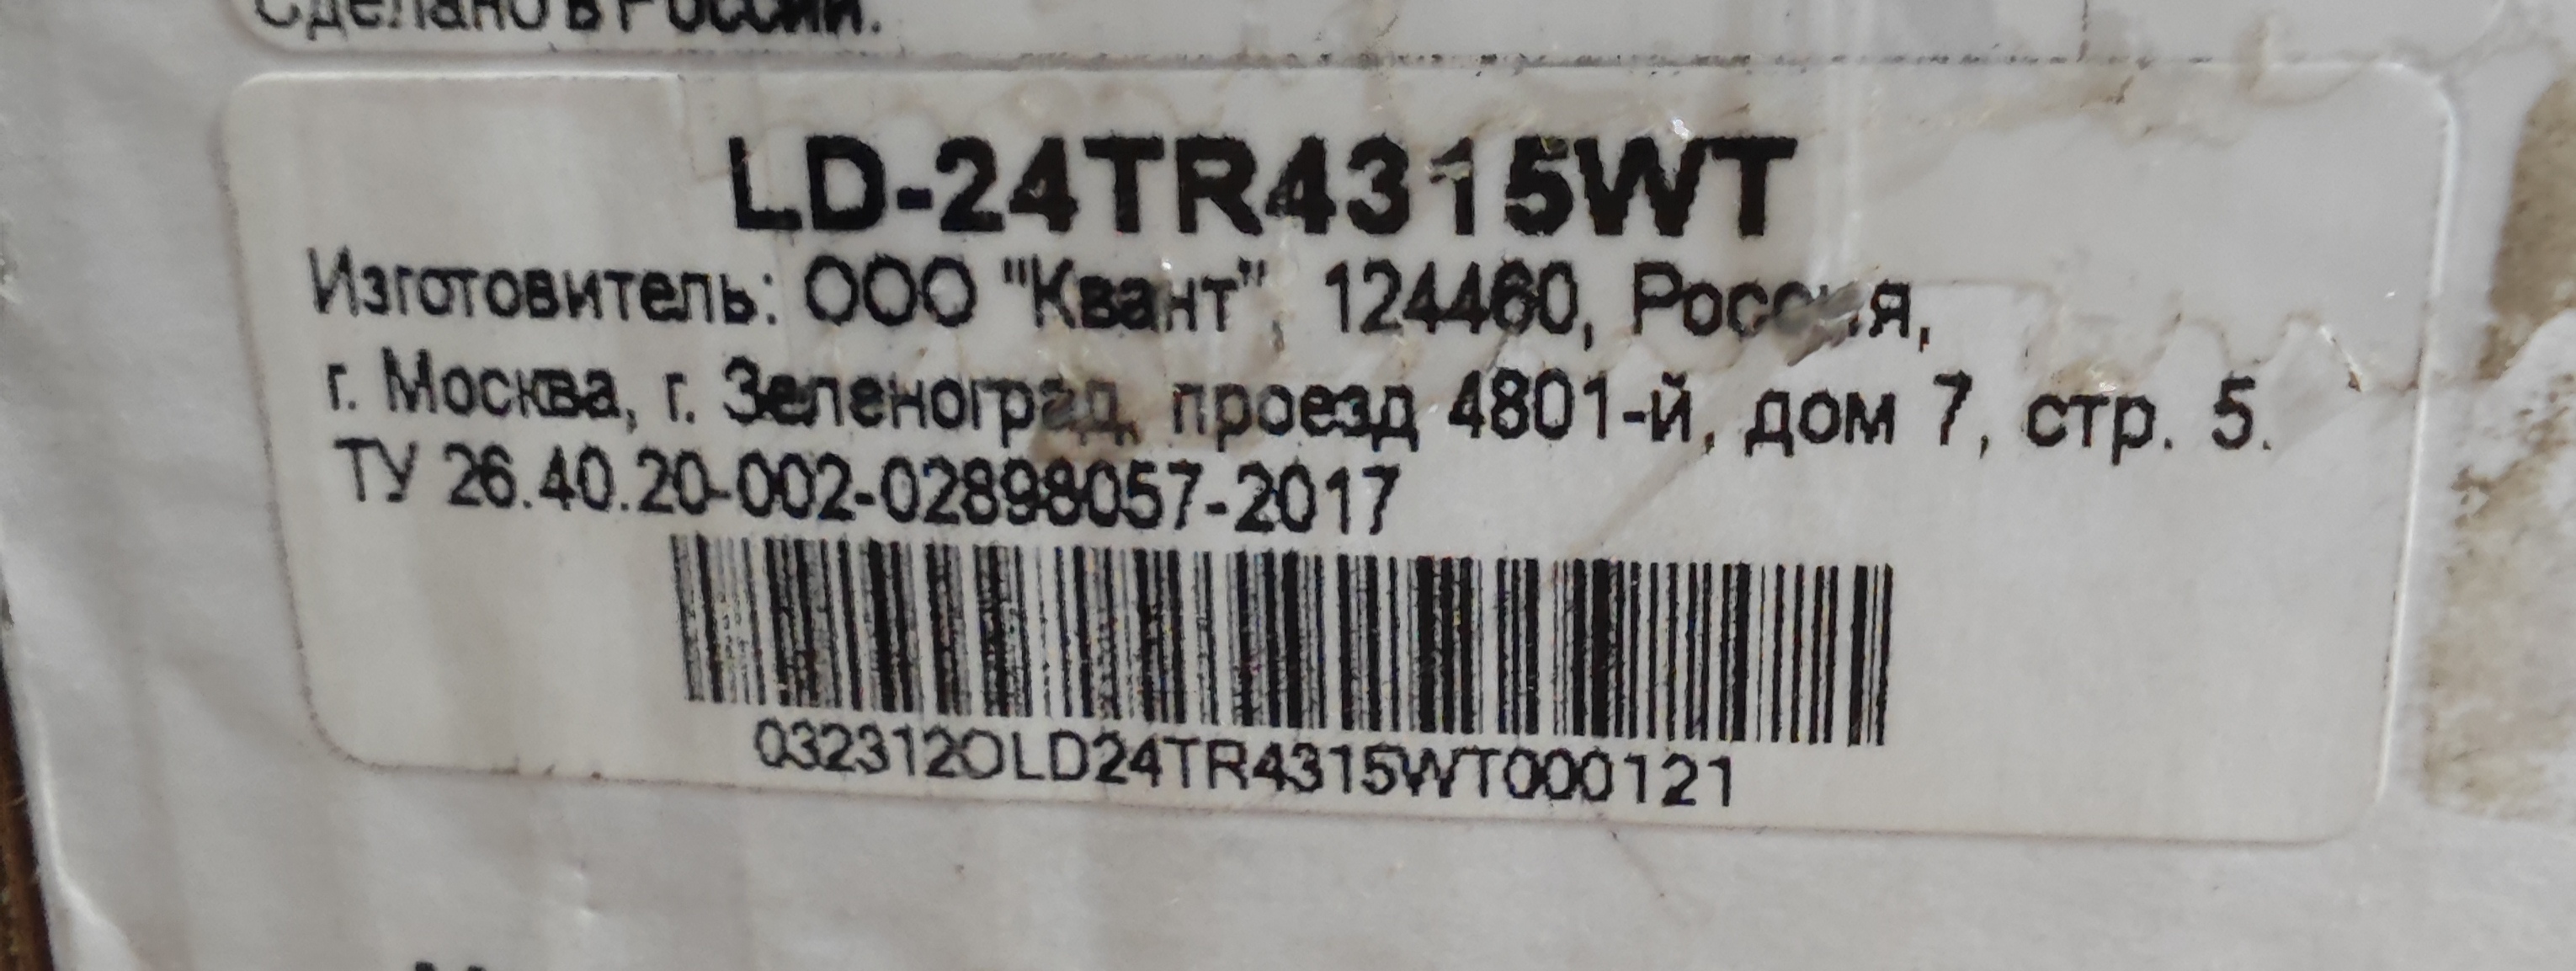 Сделано в России.
LD-24TR4315WT
Изготовитель: ООО "Квант", 124460, Россия,
г. Москва, г. Зеленоград, проезд 4801-й, дом 7, стр. 5.
ТУ 26.40.20-002-02898057-2017
032312OLD24TR4315WT000121